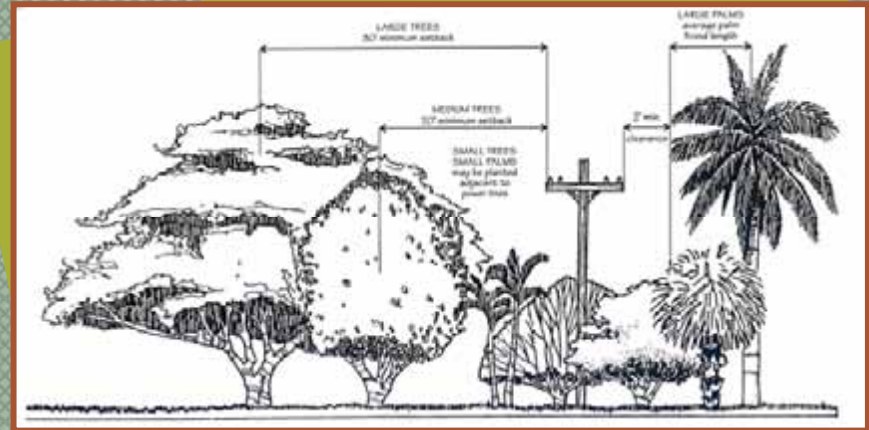 LARGE TREES
30' minimum setback
MEDIUM TREES
minimum setback
SMALL TREES
SMALL PALMS
may be planted
adjacent to
power lines
2' min.
clearance
LARGE PALMS
average palm
frond length